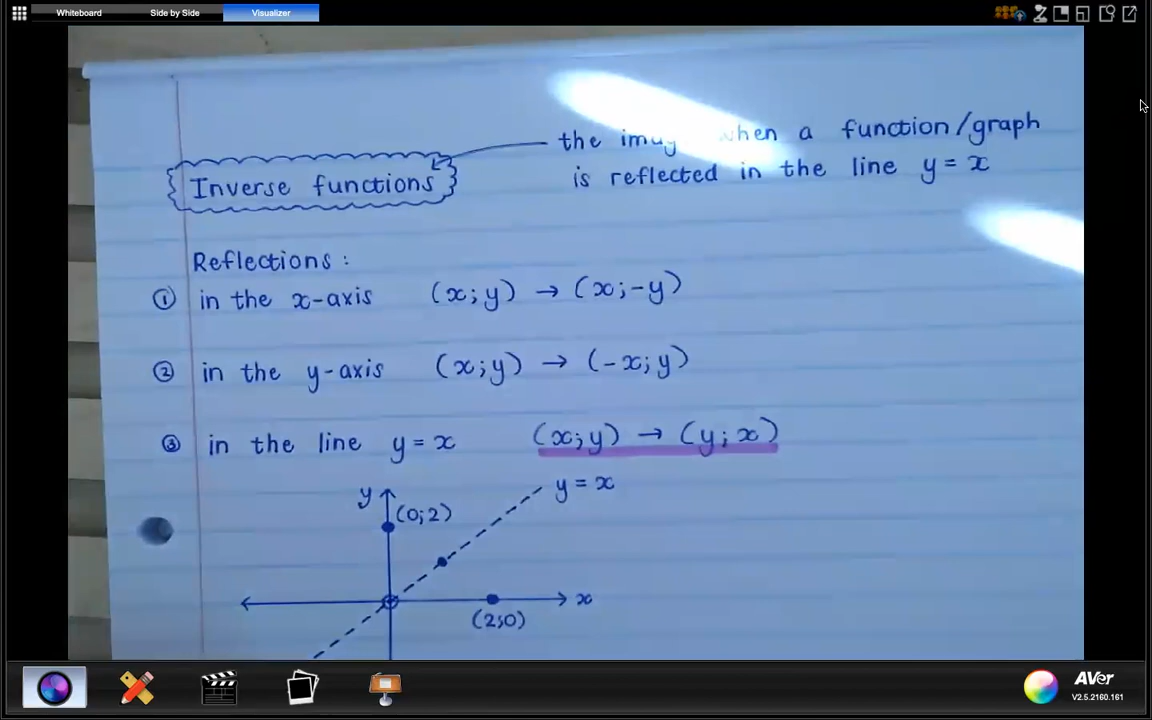 Whiteboard Side by Side Visualizer
the imag when a function/graph
is reflected in the line y = x
Inverse functions
Reflections :
① in the x-axis (x;y) → (x;-y)
② in the y-axis (x;y) → (-x;y)
③ in the line y = x (x;y) → (y;x)
y
(0;2)
y = x
x
(2;0)
AVer
V2.5.2160.161